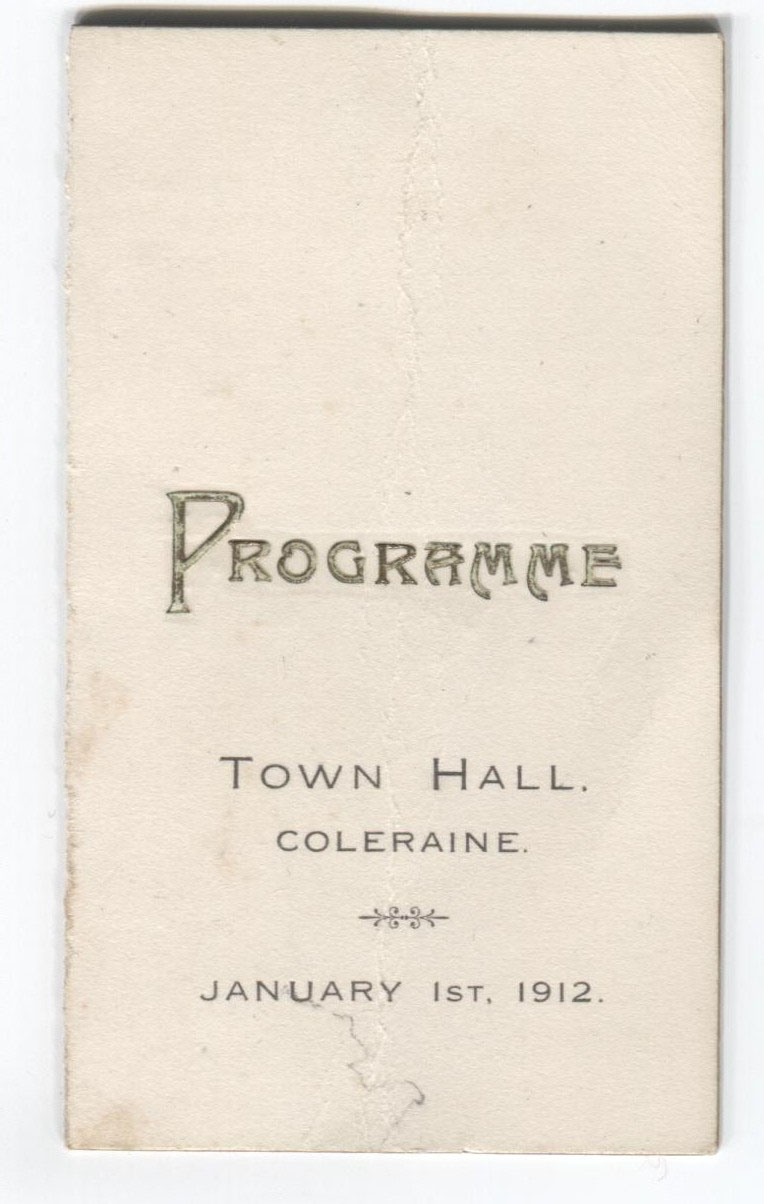 PROGRAMME
TOWN HALL.
COLERAINE.
JANUARY 1ST, 1912.